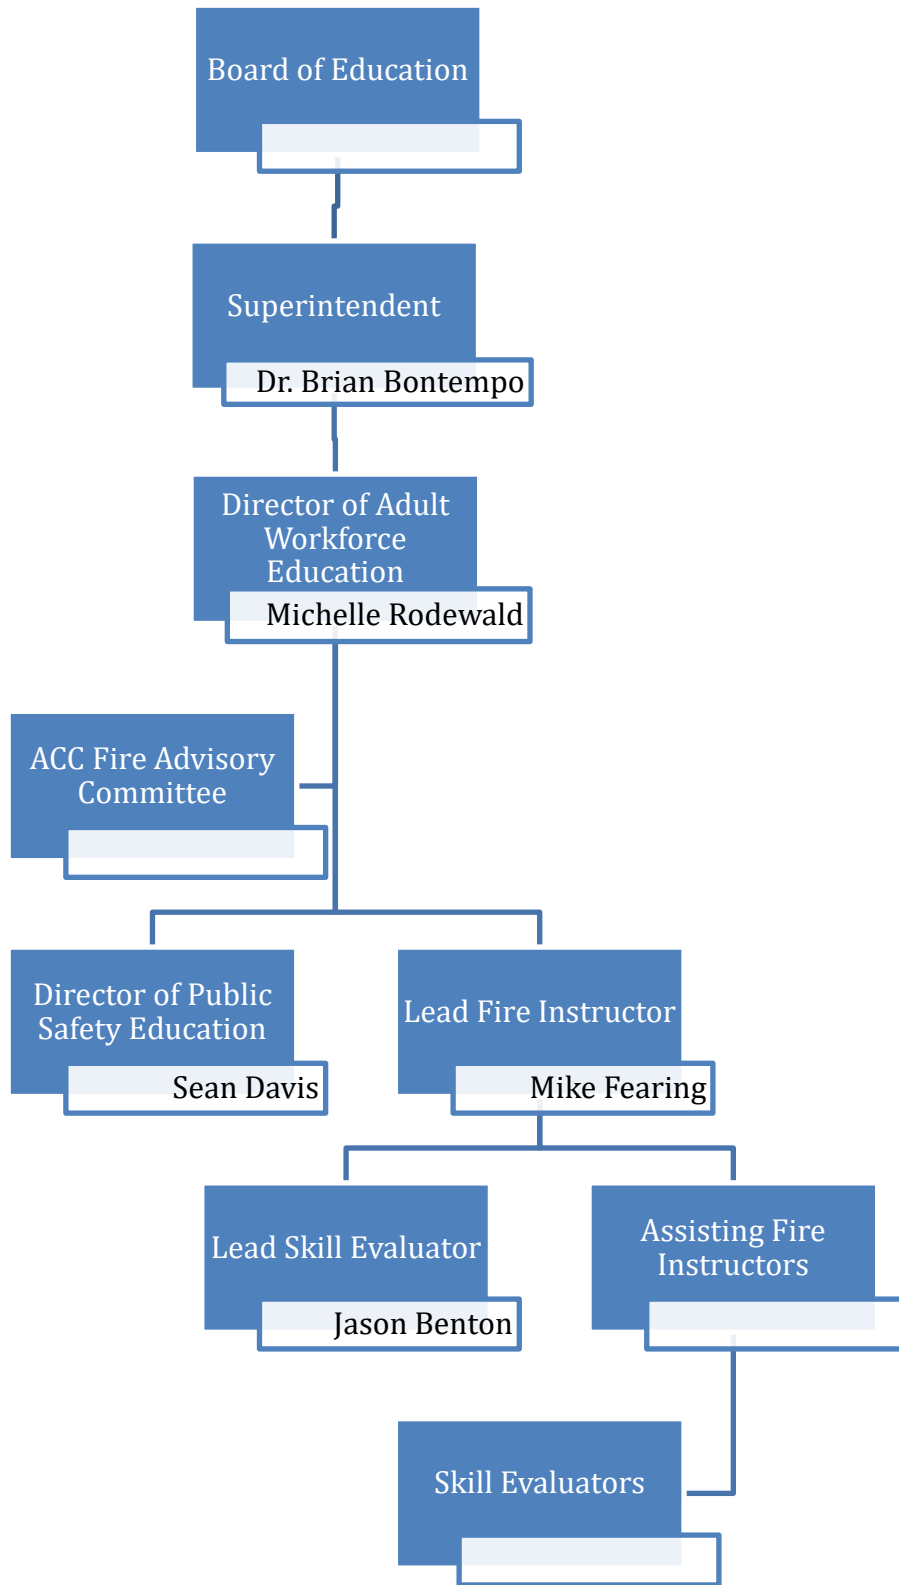 Board of Education
Superintendent
Dr. Brian Bontempo
Director of Adult
Workforce
Education
Michelle Rodewald
ACC Fire Advisory
Committee
Director of Public
Safety Education
Sean Davis
Lead Fire Instructor
Mike Fearing
Lead Skill Evaluator
Jason Benton
Assisting Fire
Instructors
Skill Evaluators